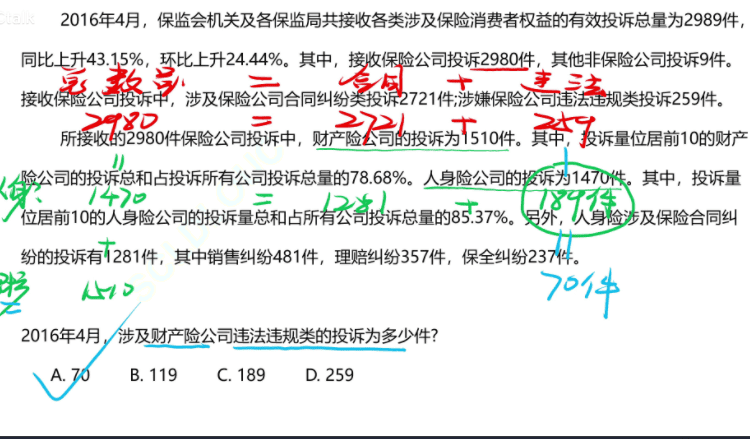 2016年4月，保监会机关及各保监局共接收各类涉及保险消费者权益的有效投诉总量为2989件，
同比上升43.15%，环比上升24.44%。其中，接收保险公司投诉2980件，其他非保险公司投诉9件。
总数量 = 合同 + 违法
接收保险公司投诉中，涉及保险公司合同纠纷类投诉2721件;涉嫌保险公司违法违规类投诉259件。
2980 = 2721 + 259
所接收的2980件保险公司投诉中，财产险公司的投诉为1510件。其中，投诉量位居前10的财产
险公司的投诉总和占投诉所有公司投诉总量的78.68%。人身险公司的投诉为1470件。其中，投诉量
人身: 1470 = 1281 + 189件
位居前10的人身险公司的投诉量总和占所有公司投诉总量的85.37%。另外，人身险涉及保险合同纠
+
纷的投诉有1281件，其中销售纠纷481件，理赔纠纷357件，保全纠纷237件。
1510
70件
2016年4月，涉及财产险公司违法违规类的投诉为多少件?
A. 70 B. 119 C. 189 D. 259